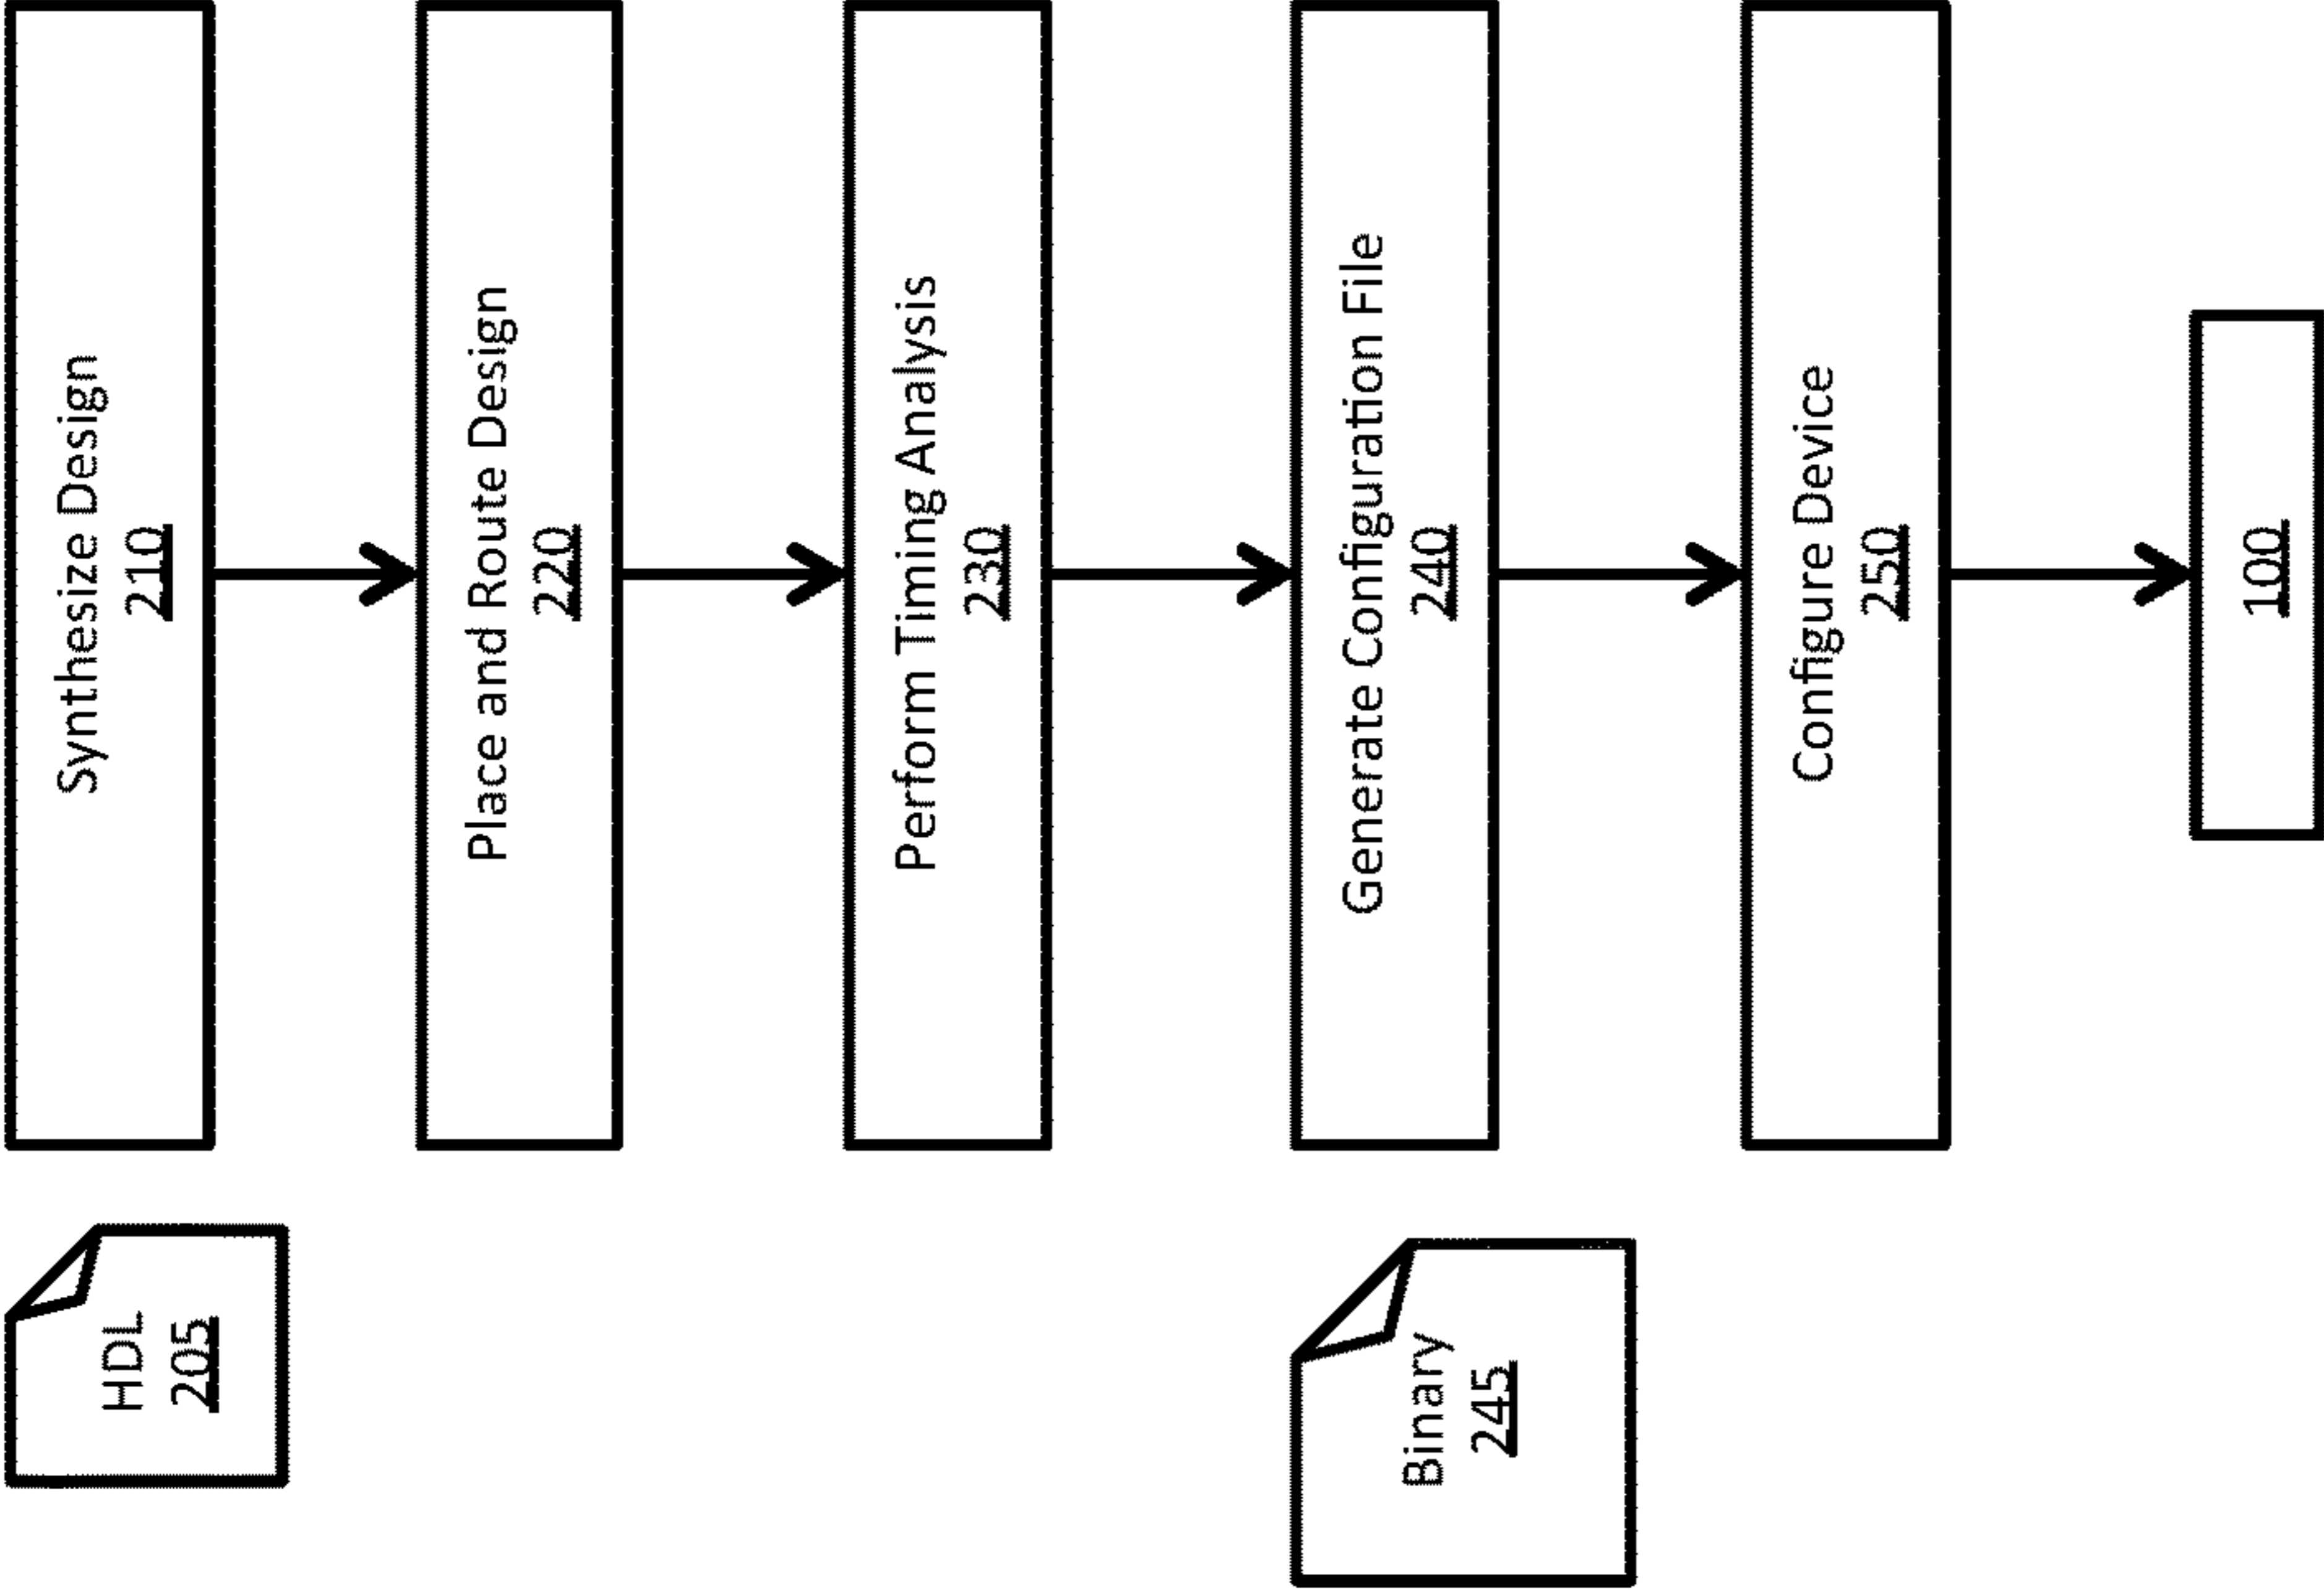 Synthesize Design
210
HDL
205
Place and Route Design
220
Perform Timing Analysis
230
Generate Configuration File
240
Binary
245
Configure Device
250
100